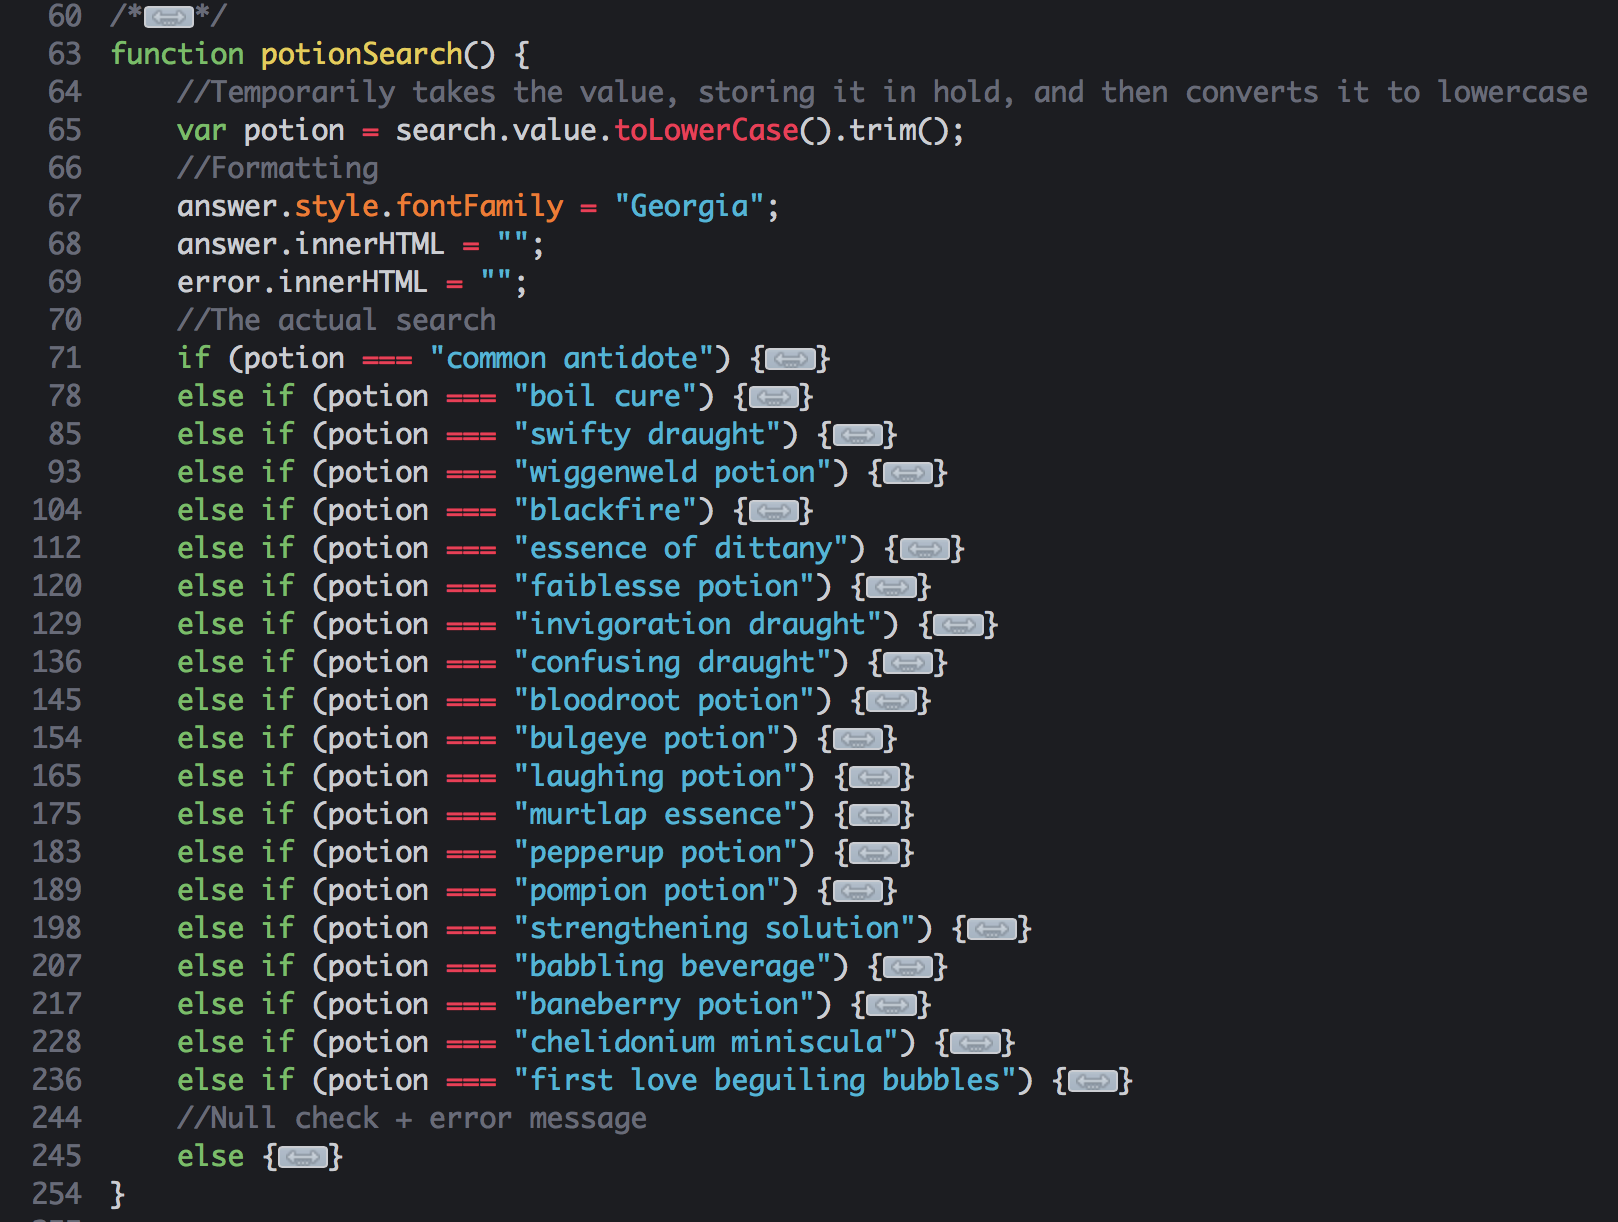 60 /**/
63 function potionSearch() {
64 //Temporarily takes the value, storing it in hold, and then converts it to lowercase
65 var potion = search.value.toLowerCase().trim();
66 //Formatting
67 answer.style.fontFamily = "Georgia";
68 answer.innerHTML = "";
69 error.innerHTML = "";
70 //The actual search
71 if (potion === "common antidote") {}
78 else if (potion === "boil cure") {}
85 else if (potion === "swifty draught") {}
93 else if (potion === "wiggenweld potion") {}
104 else if (potion === "blackfire") {}
112 else if (potion === "essence of dittany") {}
120 else if (potion === "faiblesse potion") {}
129 else if (potion === "invigoration draught") {}
136 else if (potion === "confusing draught") {}
145 else if (potion === "bloodroot potion") {}
154 else if (potion === "bulgeye potion") {}
165 else if (potion === "laughing potion") {}
175 else if (potion === "murtlap essence") {}
183 else if (potion === "pepperup potion") {}
189 else if (potion === "pompion potion") {}
198 else if (potion === "strengthening solution") {}
207 else if (potion === "babbling beverage") {}
217 else if (potion === "baneberry potion") {}
228 else if (potion === "chelidonium miniscula") {}
236 else if (potion === "first love beguiling bubbles") {}
244 //Null check + error message
245 else {}
254 }